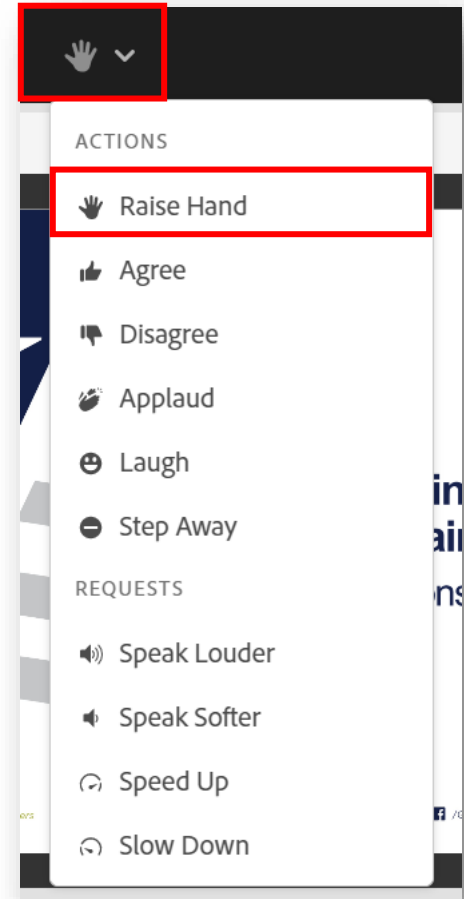 ACTIONS
Raise Hand
Agree
Disagree
Applaud
Laugh
Step Away
REQUESTS
Speak Louder
Speak Softer
Speed Up
Slow Down